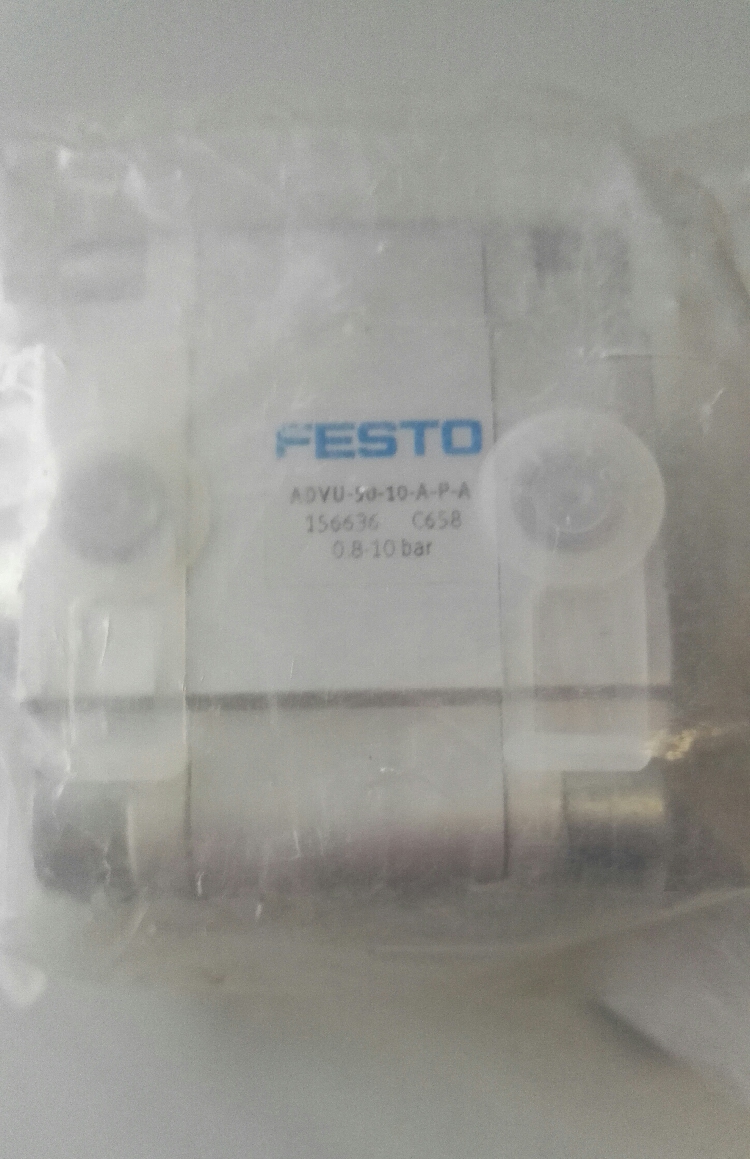 FESTO
ADVU-50-10-A-P-A
156636 C658
0.8-10 bar